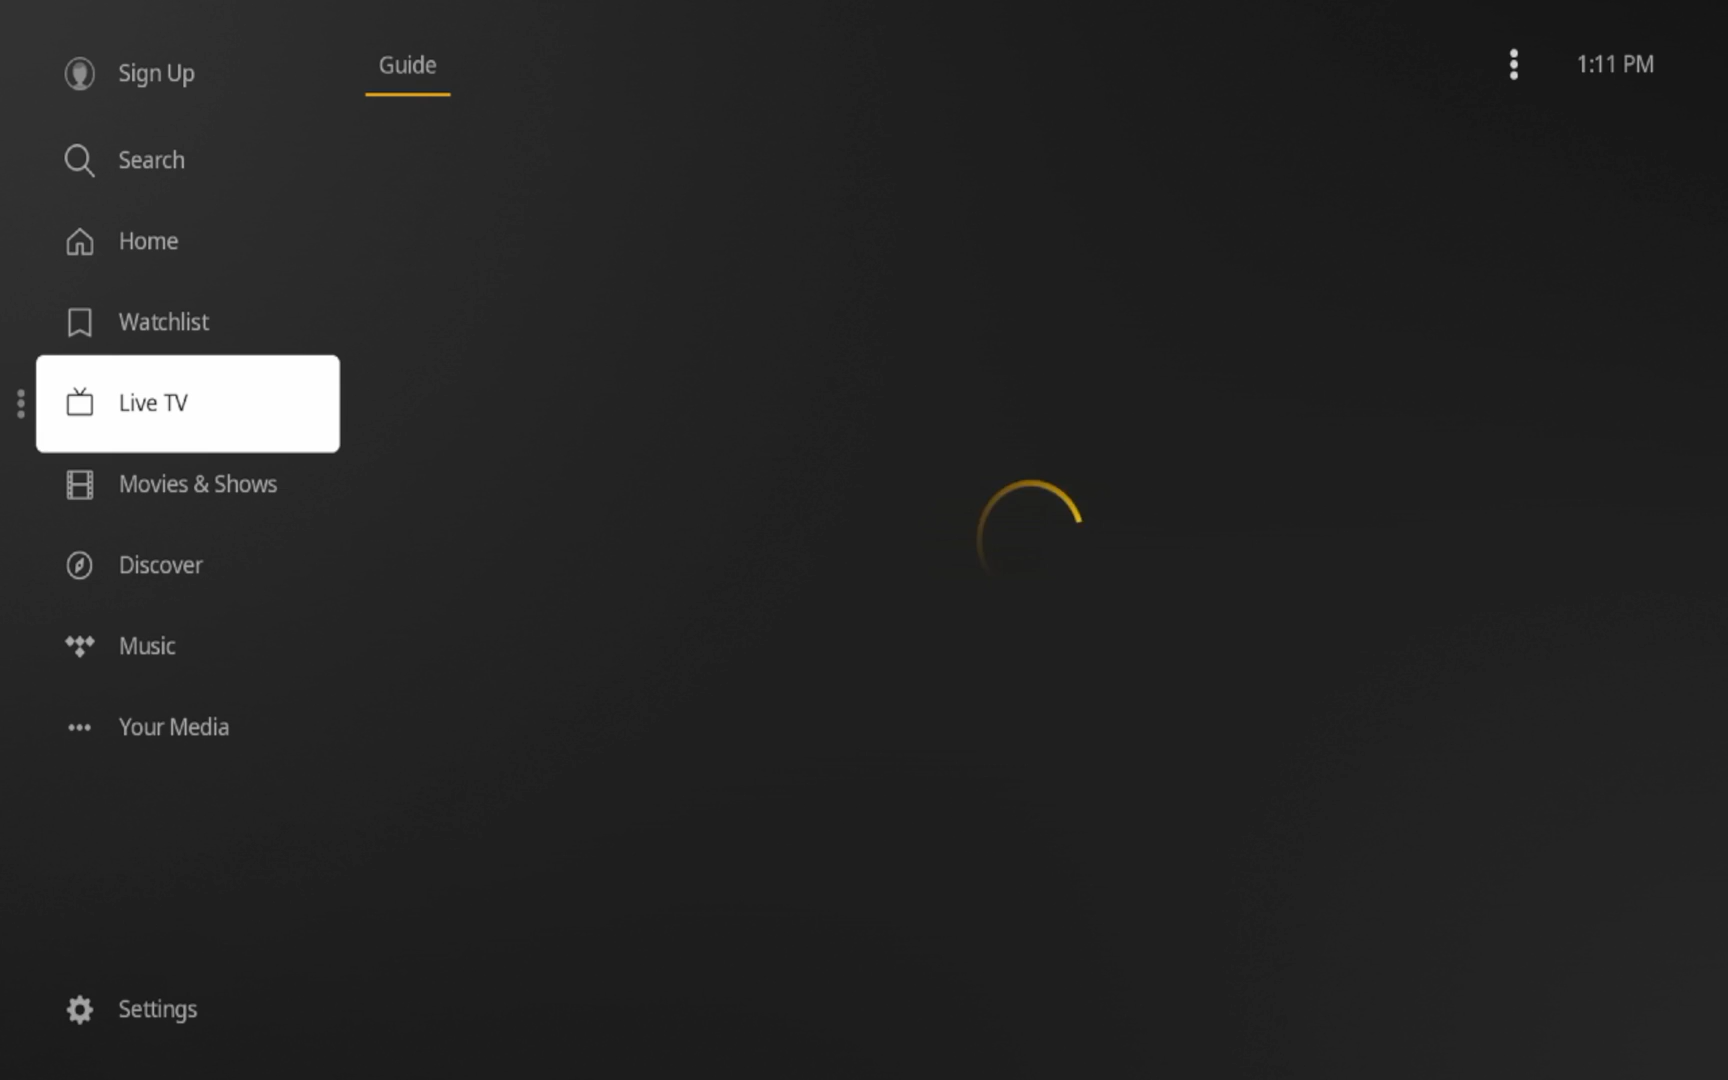 Sign Up
Guide
1:11 PM
Search
Home
Watchlist
Live TV
Movies & Shows
Discover
Music
Your Media
Settings